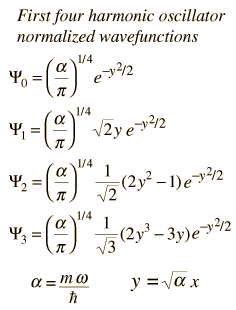 First four harmonic oscillator
normalized wavefunctions
Ψ₀ = (α/π)^1/4 e^-y²/2
Ψ₁ = (α/π)^1/4 √2 y e^-y²/2
Ψ₂ = (α/π)^1/4 1/√2 (2y² − 1) e^-y²/2
Ψ₃ = (α/π)^1/4 1/√3 (2y³ − 3y) e^-y²/2
α = mω/ħ y = √α x